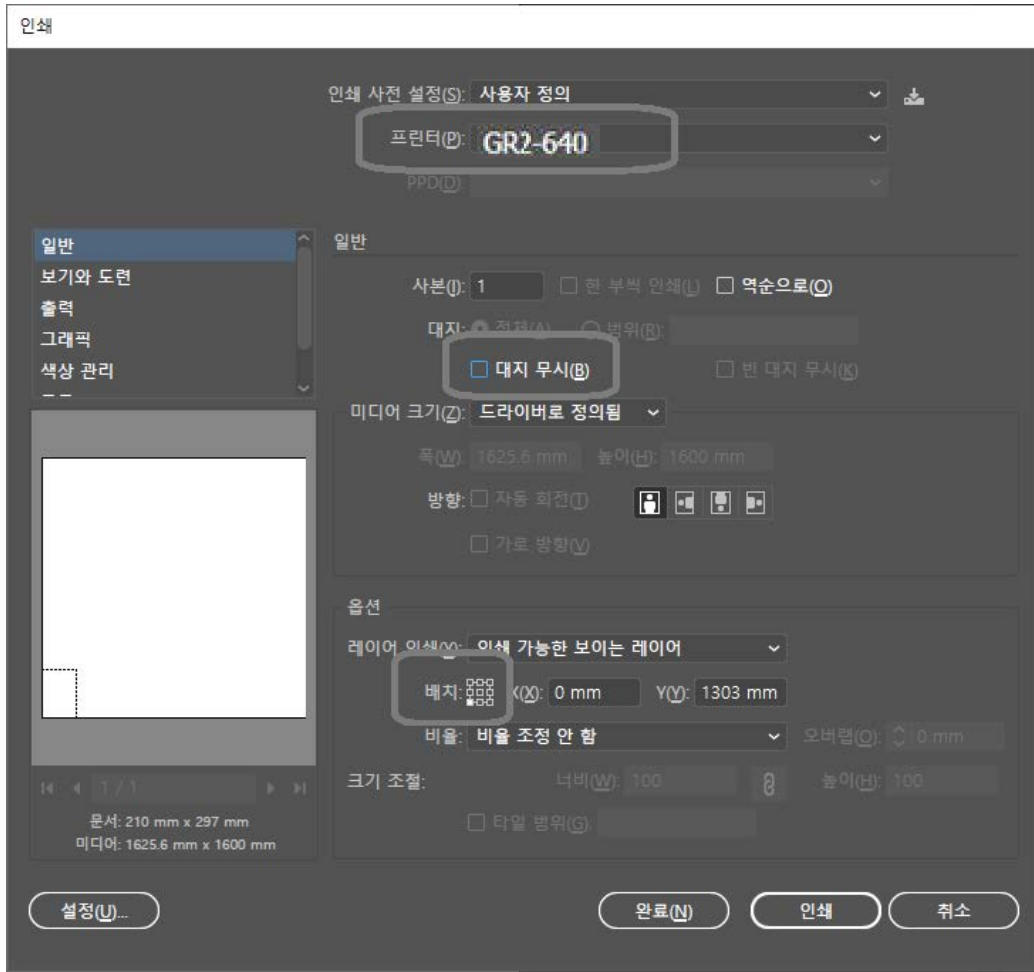 인쇄
인쇄 사전 설정(S): 사용자 정의
프린터(P): GR2-640
PPD(D):
일반
보기와 도련
출력
그래픽
색상 관리
일반
사본(I): 1 한 부씩 인쇄(L) 역순으로(O)
대지: 전체(A) 범위(R):
대지 무시(B) 빈 대지 무시(K)
미디어 크기(Z): 드라이버로 정의됨
폭(W): 1625.6 mm 높이(H): 1600 mm
방향: 자동 회전(T)
가로 방향(V)
옵션
레이어 인쇄(Y): 인쇄 가능한 보이는 레이어
배치: X(X): 0 mm Y(Y): 1303 mm
비율: 비율 조정 안 함 오버랩(O): 0 mm
크기 조절: 너비(W): 100 높이(H): 100
타일 범위(G):
1 / 1
문서: 210 mm x 297 mm
미디어: 1625.6 mm x 1600 mm
설정(U)... 완료(N) 인쇄 취소